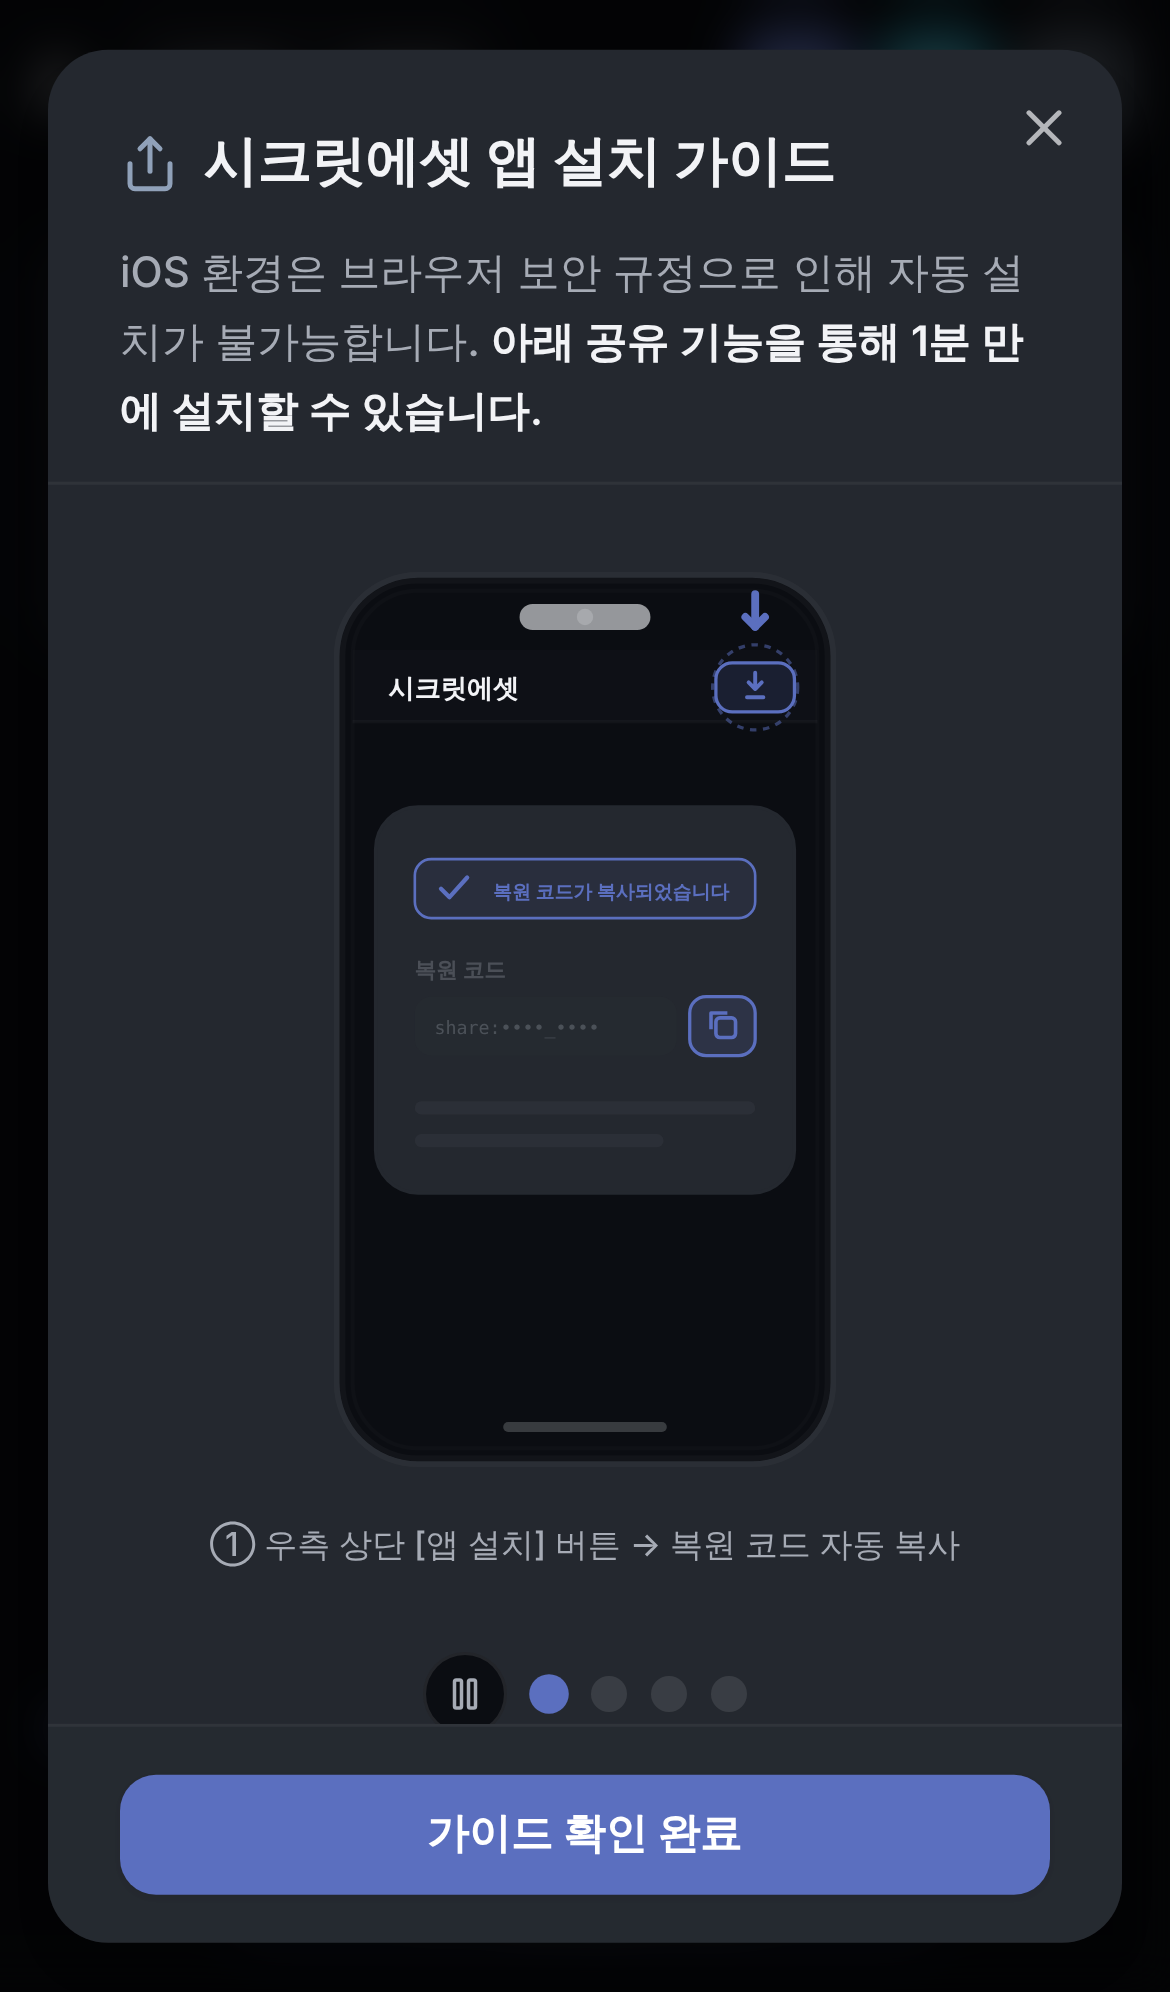 시크릿에셋 앱 설치 가이드
iOS 환경은 브라우저 보안 규정으로 인해 자동 설
치가 불가능합니다. 아래 공유 기능을 통해 1분 만
에 설치할 수 있습니다.
시크릿에셋
복원 코드가 복사되었습니다
복원 코드
share:••••_••••
① 우측 상단 [앱 설치] 버튼 → 복원 코드 자동 복사
가이드 확인 완료